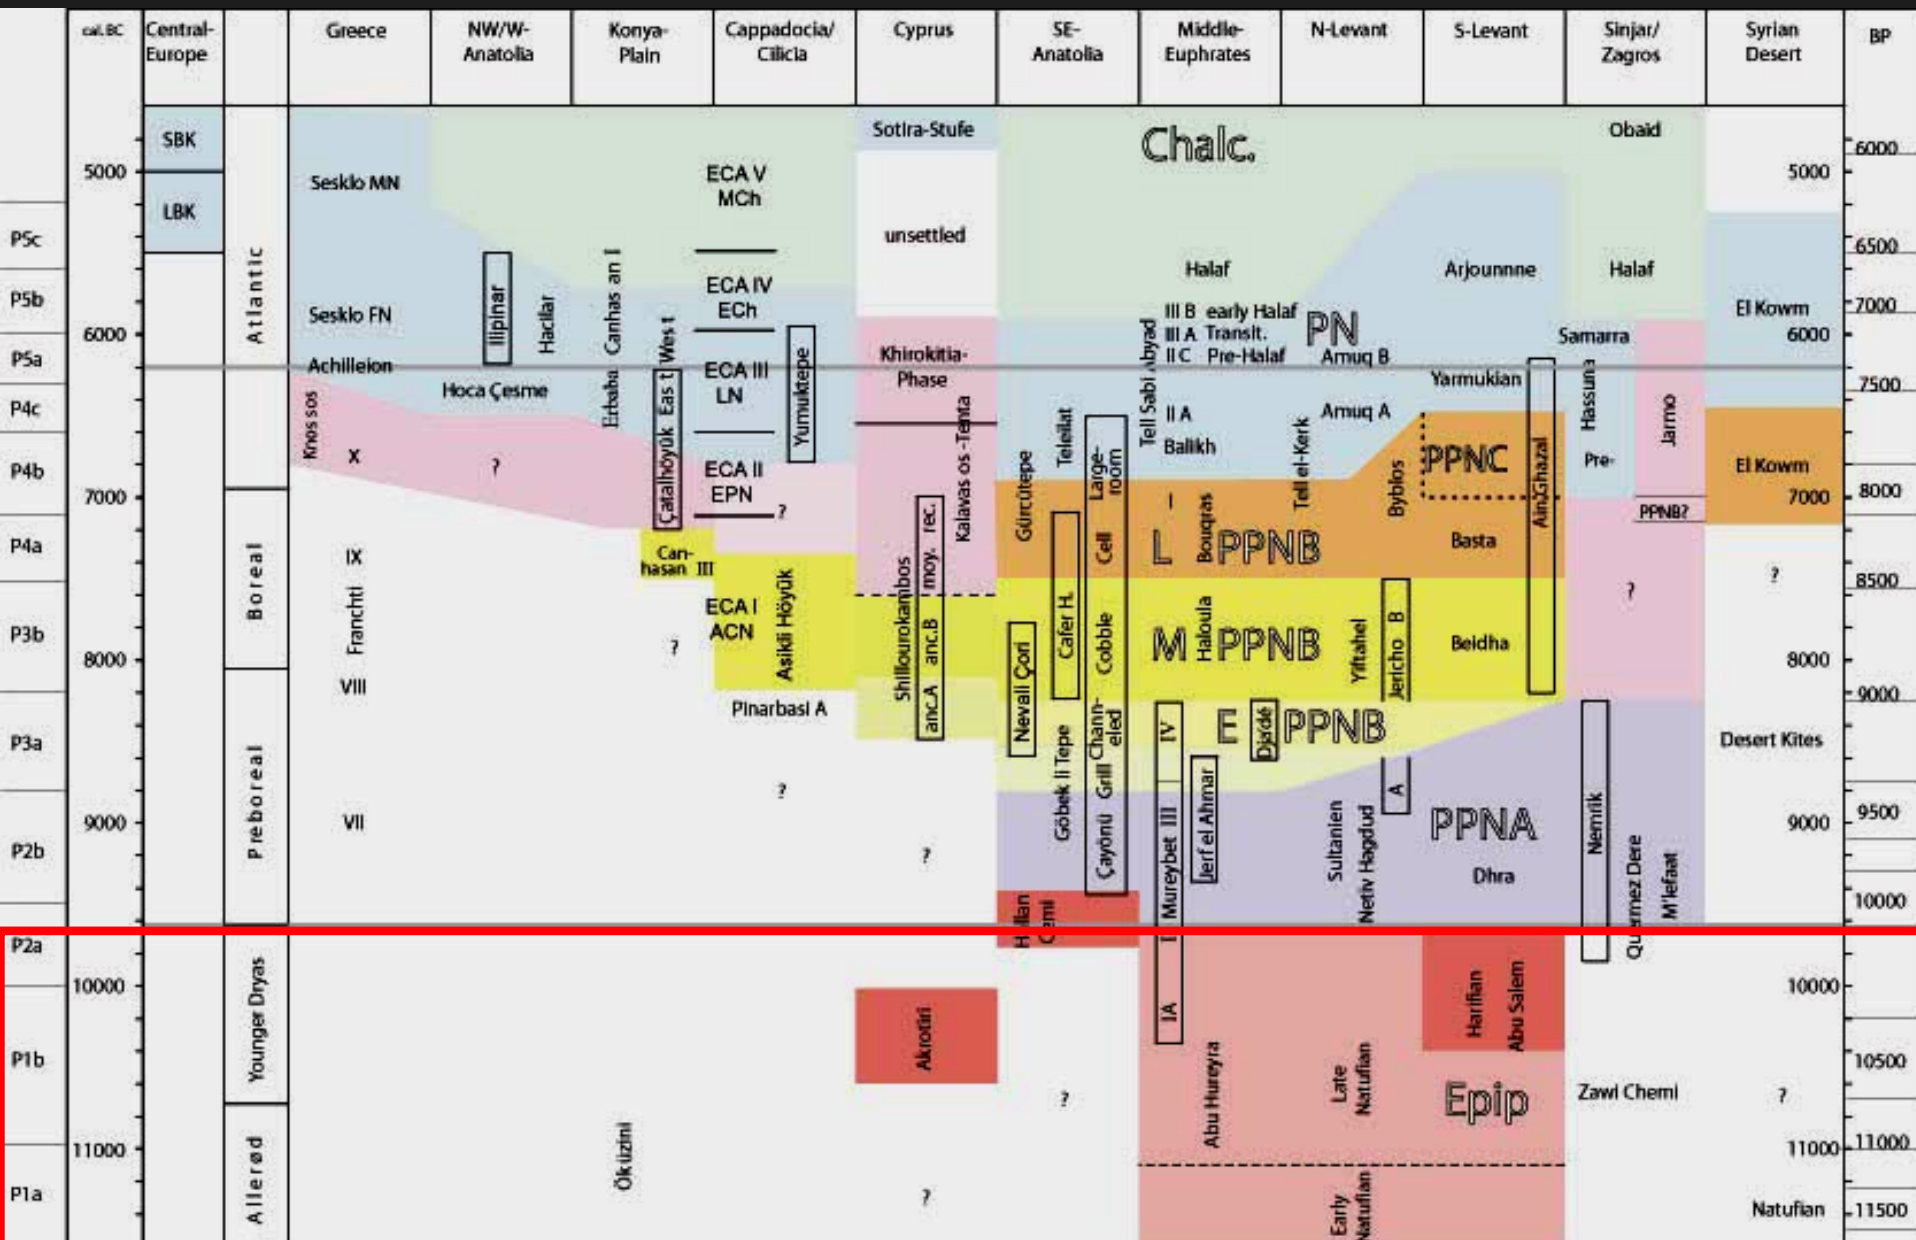 cal. BC
Central-
Europe
Greece
NW/W-
Anatolia
Konya-
Plain
Cappadocia/
Cilicia
Cyprus
SE-
Anatolia
Middle-
Euphrates
N-Levant
S-Levant
Sinjar/
Zagros
Syrian
Desert
BP
P5c
P5b
P5a
P4c
P4b
P4a
P3b
P3a
P2b
P2a
P1b
P1a
5000
6000
7000
8000
9000
10000
11000
SBK
LBK
Atlantic
Boreal
Preboreal
Younger Dryas
Allerød
Sesklo MN
Sesklo FN
Achilleion
Knossos
X
IX
Franchti
VIII
VII
Ilipinar
Hacilar
Hoca Çesme
?
Canhas an I
Erbaba
Çatalhöyük East West
Can-
hasan III
?
Öküzini
ECA V
MCh
ECA IV
ECh
ECA III
LN
Yumuktepe
ECA II
EPN
?
ECA I
ACN
Asikli Höyük
Pinarbasi A
?
Sotira-Stufe
unsettled
Khirokitia-
Phase
Kalavas os -Tenta
Shillourokambos
anc.A anc.B moy. rec.
?
Akrotiri
?
Gürcütepe
Teleilat
Large-
room
Cell
Cafer H.
Cobble
Nevali Çori
Göbek li Tepe
Çayönü Grill Chann-
eled
Hallan
Cemi
?
Chalc.
Halaf
III B early Halaf
III A Transit.
II C Pre-Halaf
Tell Sabi Abyad
II A
Balikh
I
Bouqras
L PPNB
Haloula
M PPNB
E PPNB
Dja'dé
IV
Jerf el Ahmar
Mureybet III
IA
Abu Hureyra
PN
Amuq B
Amuq A
Tell el-Kerk
Byblos
Yiftahel
Jericho B
A
Sultanien
Netiv Hagdud
Late
Natufian
Early
Natufian
Arjounnne
Yarmukian
PPNC
Ain Ghazal
Basta
Beidha
PPNA
Dhra
Harifian
Abu Salem
Epip
Obaid
Halaf
Samarra
Hassuna
Pre-
Jarmo
PPNB?
?
Nemrik
Quermez Dere
M'lefaat
Zawi Chemi
El Kowm
El Kowm
?
Desert Kites
?
Natufian
5000
6000
7000
8000
9000
10000
11000
6000
6500
7000
7500
8000
8500
9000
9500
10000
10500
11000
11500